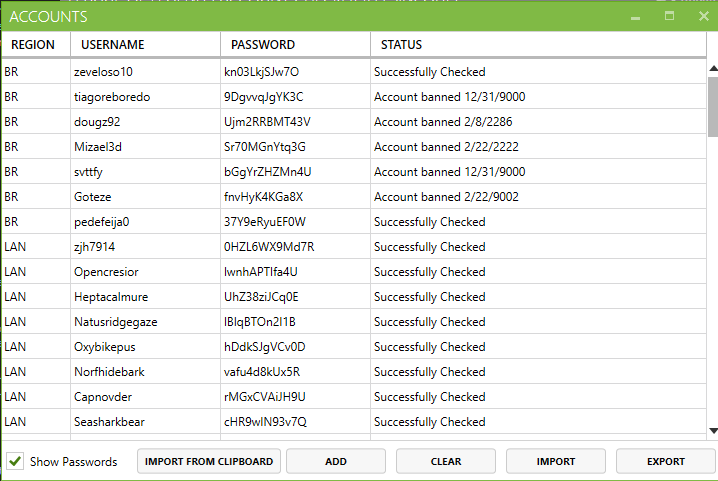 ACCOUNTS
REGION USERNAME PASSWORD STATUS
BR zeveloso10 kn03LkjSJw7O Successfully Checked
BR tiagoreboredo 9DgvvqJgYK3C Account banned 12/31/9000
BR dougz92 Ujm2RRBMT43V Account banned 2/8/2286
BR Mizael3d Sr70MGnYtq3G Account banned 2/22/2222
BR svttfy bGgYrZHZMn4U Account banned 12/31/9000
BR Goteze fnvHyK4KGa8X Account banned 2/22/9002
BR pedefeija0 37Y9eRyuEF0W Successfully Checked
LAN zjh7914 0HZL6WX9Md7R Successfully Checked
LAN Opencresior Successfully Checked
LAN Heptacalmure UhZ38ziJCq0E Successfully Checked
LAN Natusridgegaze Successfully Checked
LAN Oxybikepus hDdkSJgVCv0D Successfully Checked
LAN Norfhidebark vafu4d8kUx5R Successfully Checked
LAN Capnovder rMGxCVAiJH9U Successfully Checked
LAN Seasharkbear Successfully Checked
Show Passwords IMPORT FROM CLIPBOARD ADD CLEAR IMPORT EXPORT